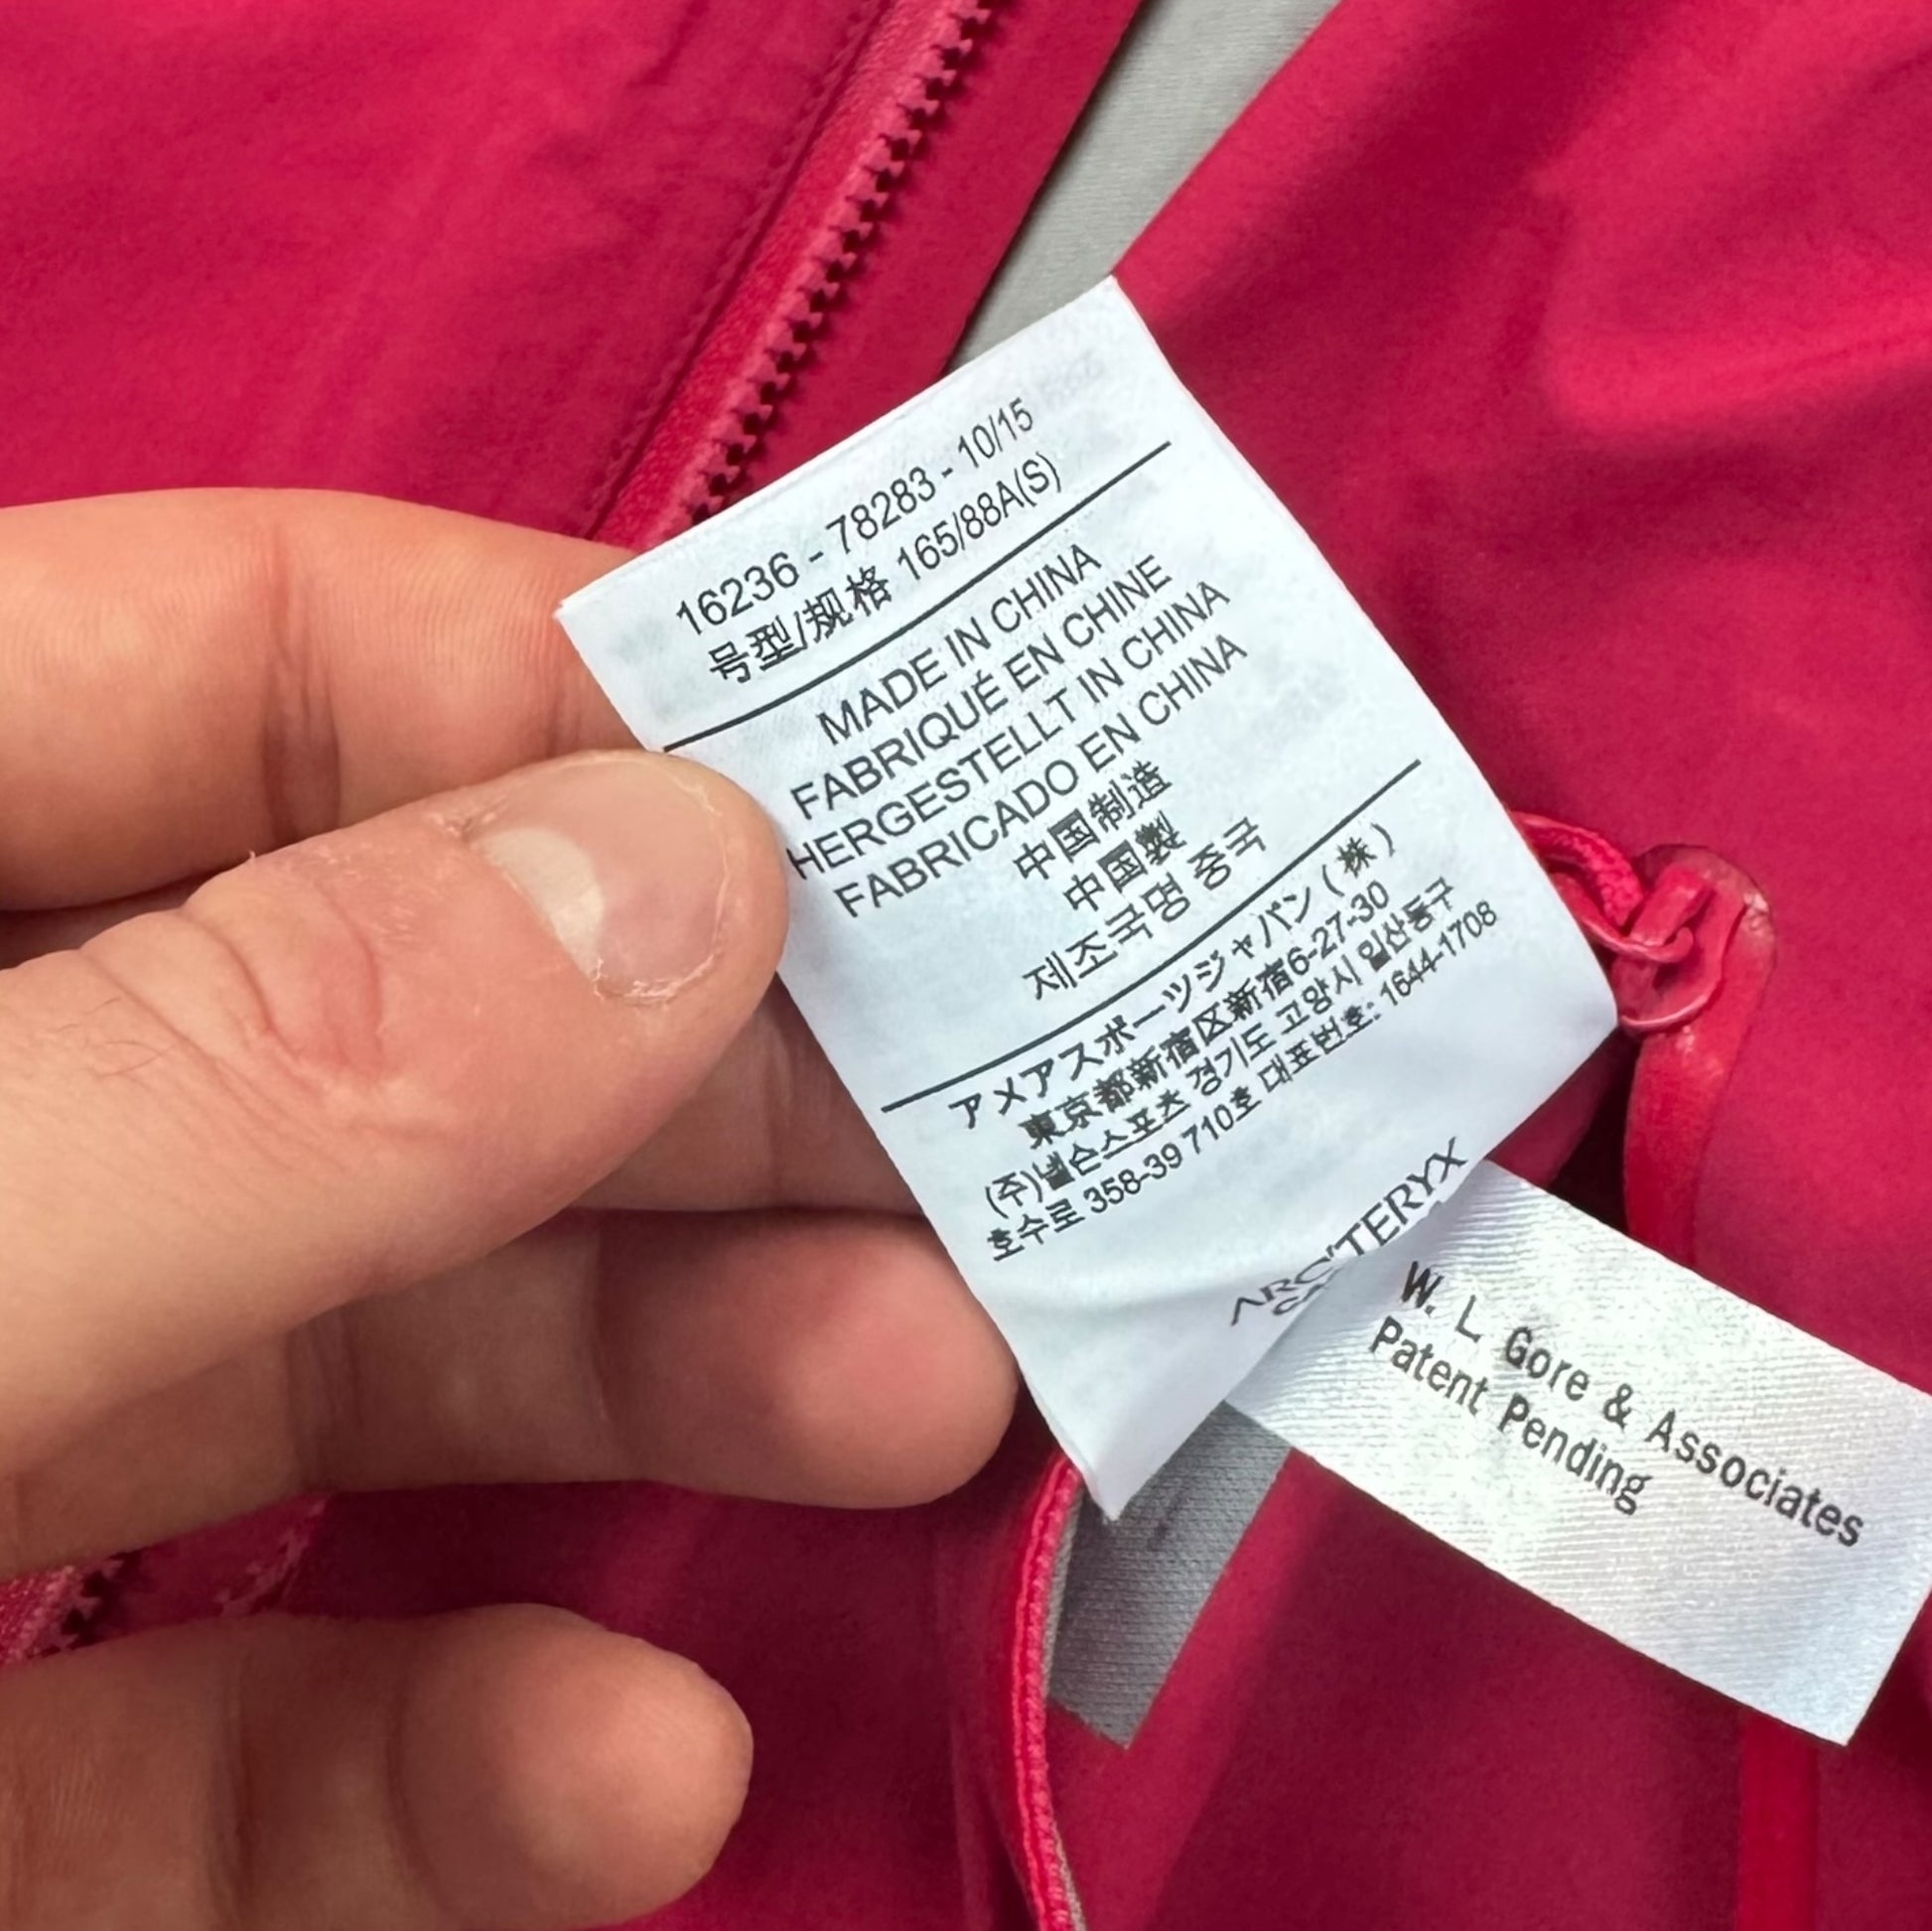 16236 - 78283 - 10/15
号型/规格 165/88A(S)
MADE IN CHINA
FABRIQUÉ EN CHINE
HERGESTELLT IN CHINA
FABRICADO EN CHINA
中国制造
中国製
제조국명 중국
アメアスポーツジャパン(株)
東京都新宿区新宿6-27-30
(주)넬슨스포츠 경기도 고양시 일산동구
호수로 358-39 710호 대표번호: 1644-1708
ARC'TERYX
W. L. Gore & Associates
Patent Pending